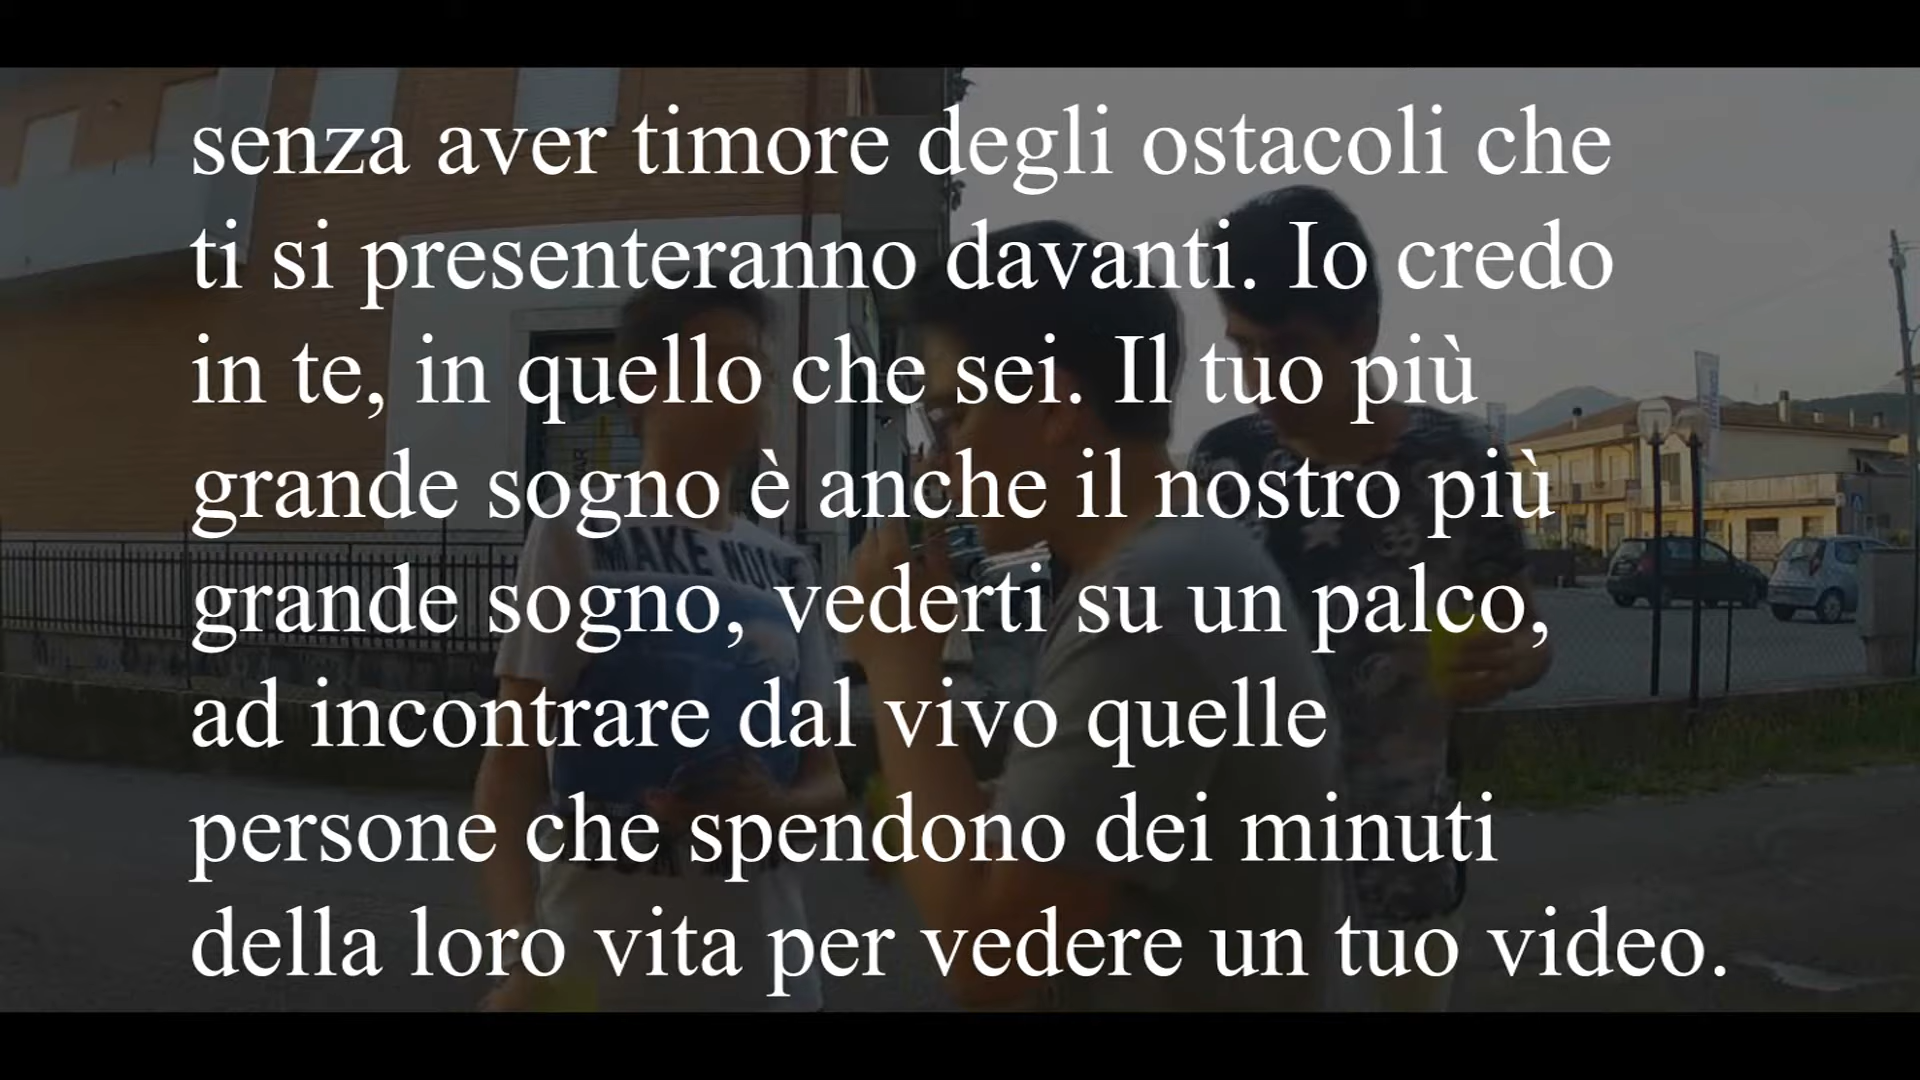 senza aver timore degli ostacoli che
ti si presenteranno davanti. Io credo
in te, in quello che sei. Il tuo più
grande sogno è anche il nostro più
grande sogno, vederti su un palco,
ad incontrare dal vivo quelle
persone che spendono dei minuti
della loro vita per vedere un tuo video.
MAKE NOISE